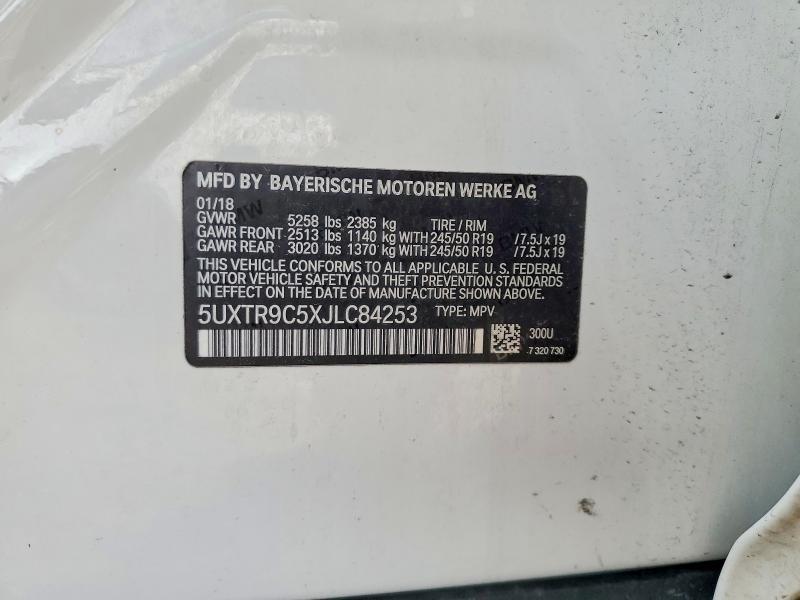 MFD BY BAYERISCHE MOTOREN WERKE AG
01/18
GVWR 5258 lbs 2385 kg TIRE / RIM
GAWR FRONT 2513 lbs 1140 kg WITH 245/50 R19 /7.5J x 19
GAWR REAR 3020 lbs 1370 kg WITH 245/50 R19 /7.5J x 19
THIS VEHICLE CONFORMS TO ALL APPLICABLE U. S. FEDERAL
MOTOR VEHICLE SAFETY AND THEFT PREVENTION STANDARDS
IN EFFECT ON THE DATE OF MANUFACTURE SHOWN ABOVE.
5UXTR9C5XJLC84253 TYPE: MPV
300U
7 320 730